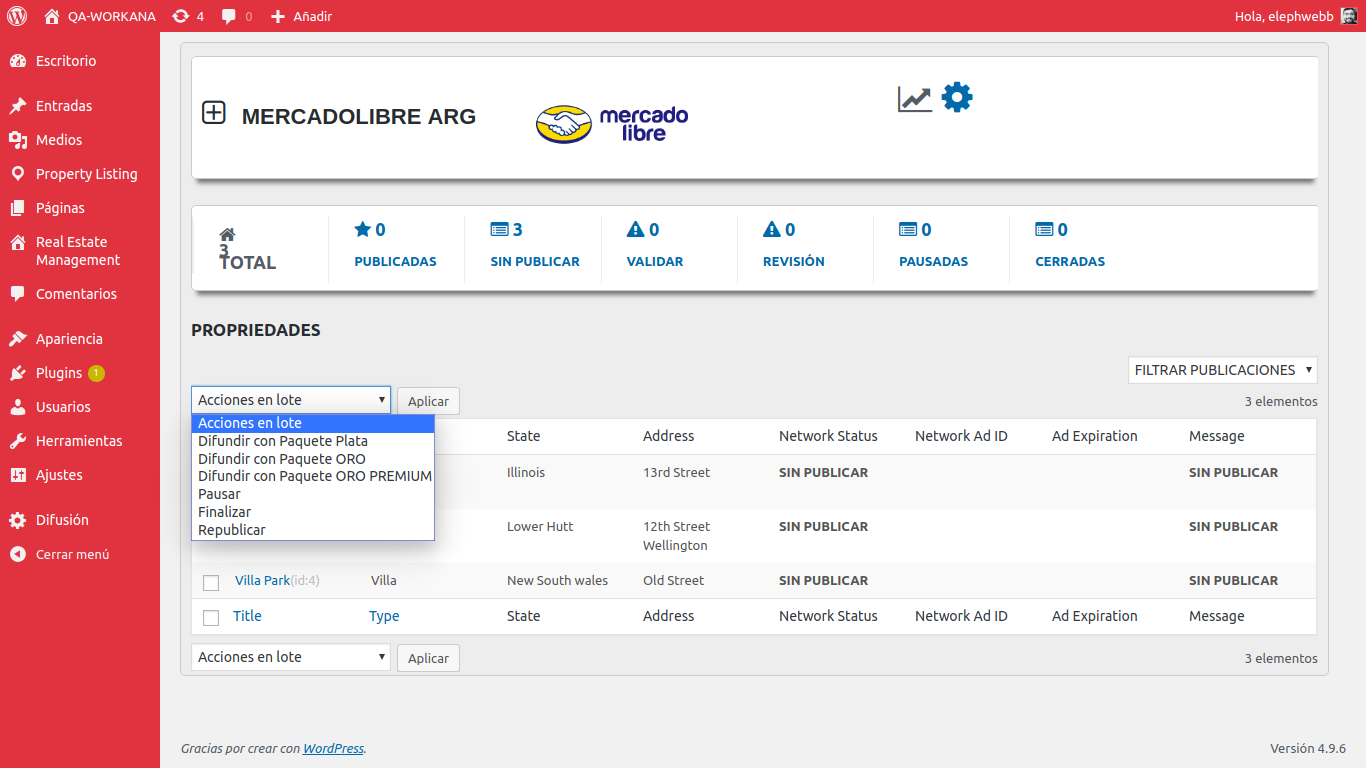 QA-WORKANA 4 0 Añadir Hola, elephwebb
Escritorio
Entradas
Medios
Property Listing
Páginas
Real Estate
Management
Comentarios
Apariencia
Plugins 1
Usuarios
Herramientas
Ajustes
Difusión
Cerrar menú
MERCADOLIBRE ARG
mercado
libre
3
TOTAL
0
PUBLICADAS
3
SIN PUBLICAR
0
VALIDAR
0
REVISIÓN
0
PAUSADAS
0
CERRADAS
PROPRIEDADES
FILTRAR PUBLICACIONES
Acciones en lote Aplicar 3 elementos
Acciones en lote
Difundir con Paquete Plata
Difundir con Paquete ORO
Difundir con Paquete ORO PREMIUM
Pausar
Finalizar
Republicar
State Address Network Status Network Ad ID Ad Expiration Message
Illinois 13rd Street SIN PUBLICAR SIN PUBLICAR
Lower Hutt 12th Street SIN PUBLICAR SIN PUBLICAR
Wellington
Villa Park(id:4) Villa New South wales Old Street SIN PUBLICAR SIN PUBLICAR
Title Type State Address Network Status Network Ad ID Ad Expiration Message
Acciones en lote Aplicar 3 elementos
Gracias por crear con WordPress. Versión 4.9.6